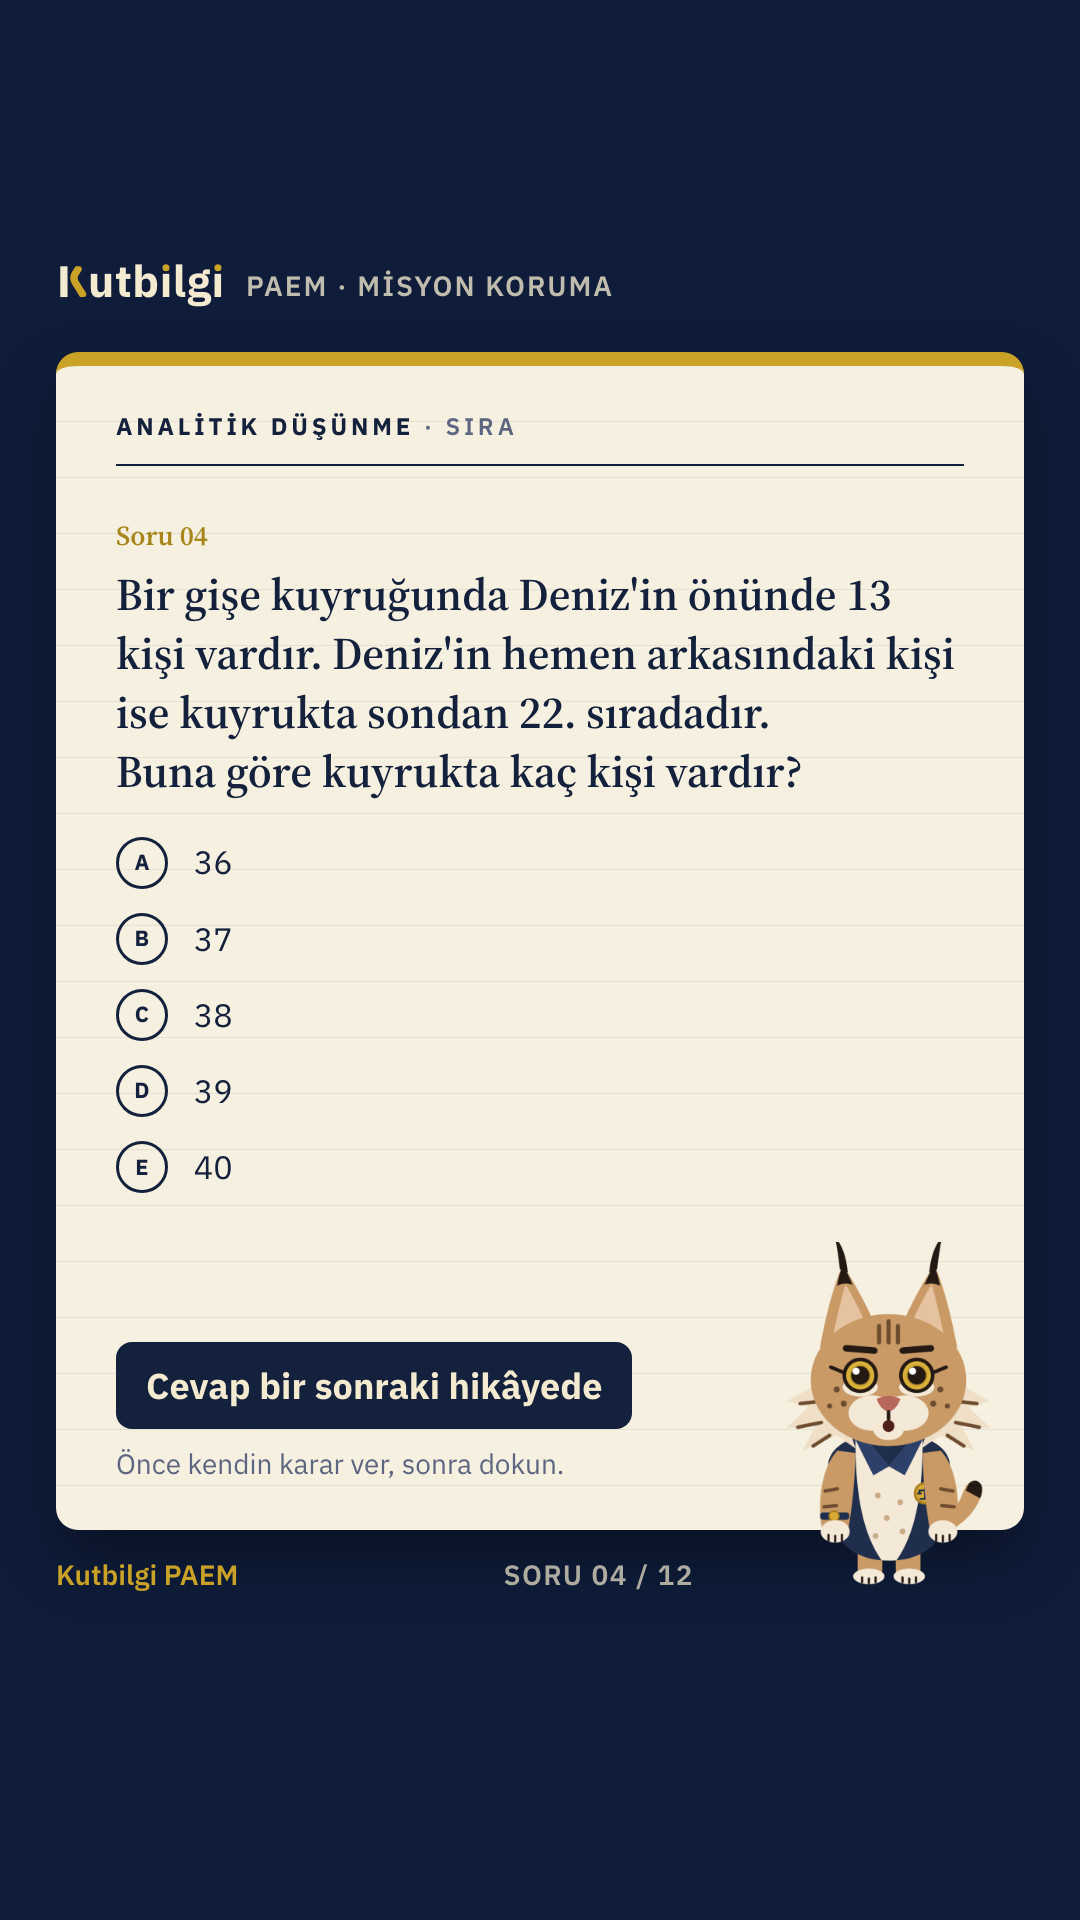 Kutbilgi PAEM · MİSYON KORUMA
ANALİTİK DÜŞÜNME · SIRA
Soru 04
Bir gişe kuyruğunda Deniz'in önünde 13
kişi vardır. Deniz'in hemen arkasındaki kişi
ise kuyrukta sondan 22. sıradadır.
Buna göre kuyrukta kaç kişi vardır?
A 36
B 37
C 38
D 39
E 40
Cevap bir sonraki hikâyede
Önce kendin karar ver, sonra dokun.
Kutbilgi PAEM SORU 04 / 12